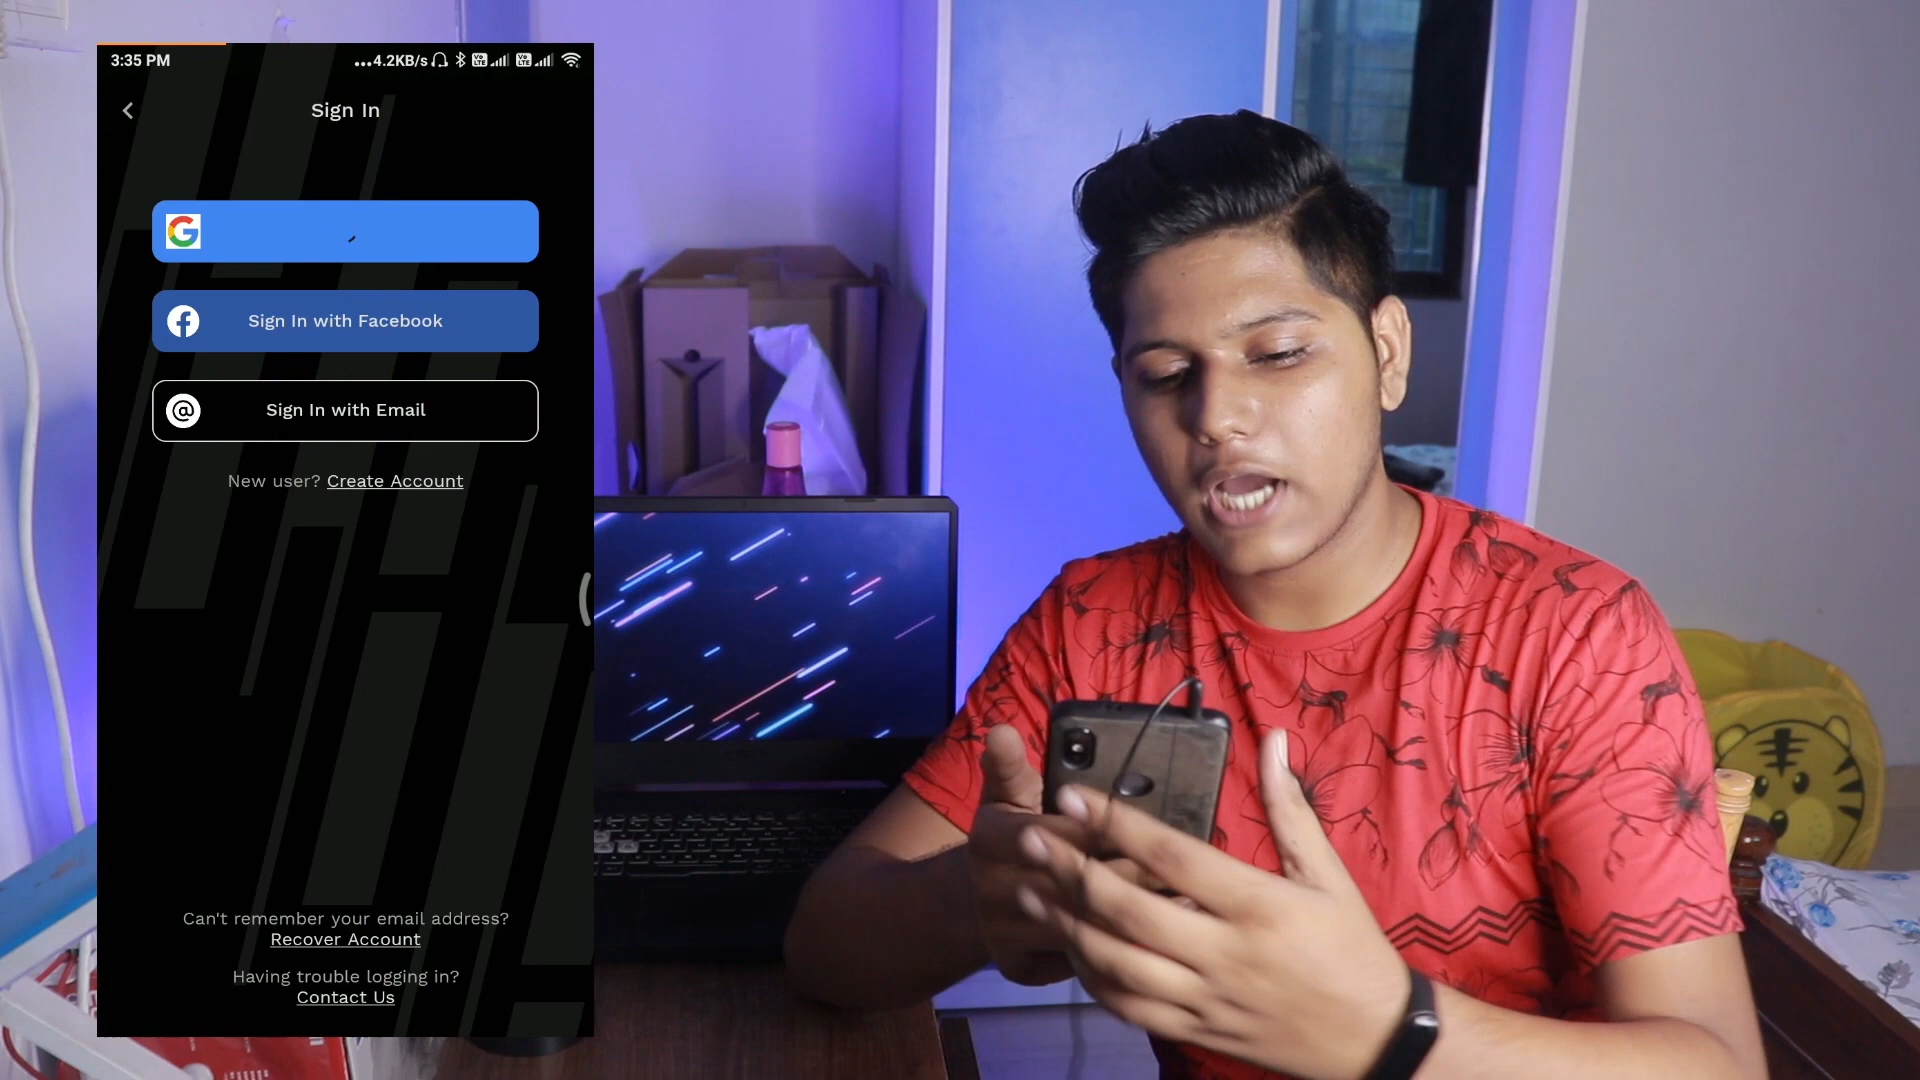 3:35 PM
...4.2KB/s
Sign In
Sign In with Facebook
Sign In with Email
New user? Create Account
Can't remember your email address?
Recover Account
Having trouble logging in?
Contact Us